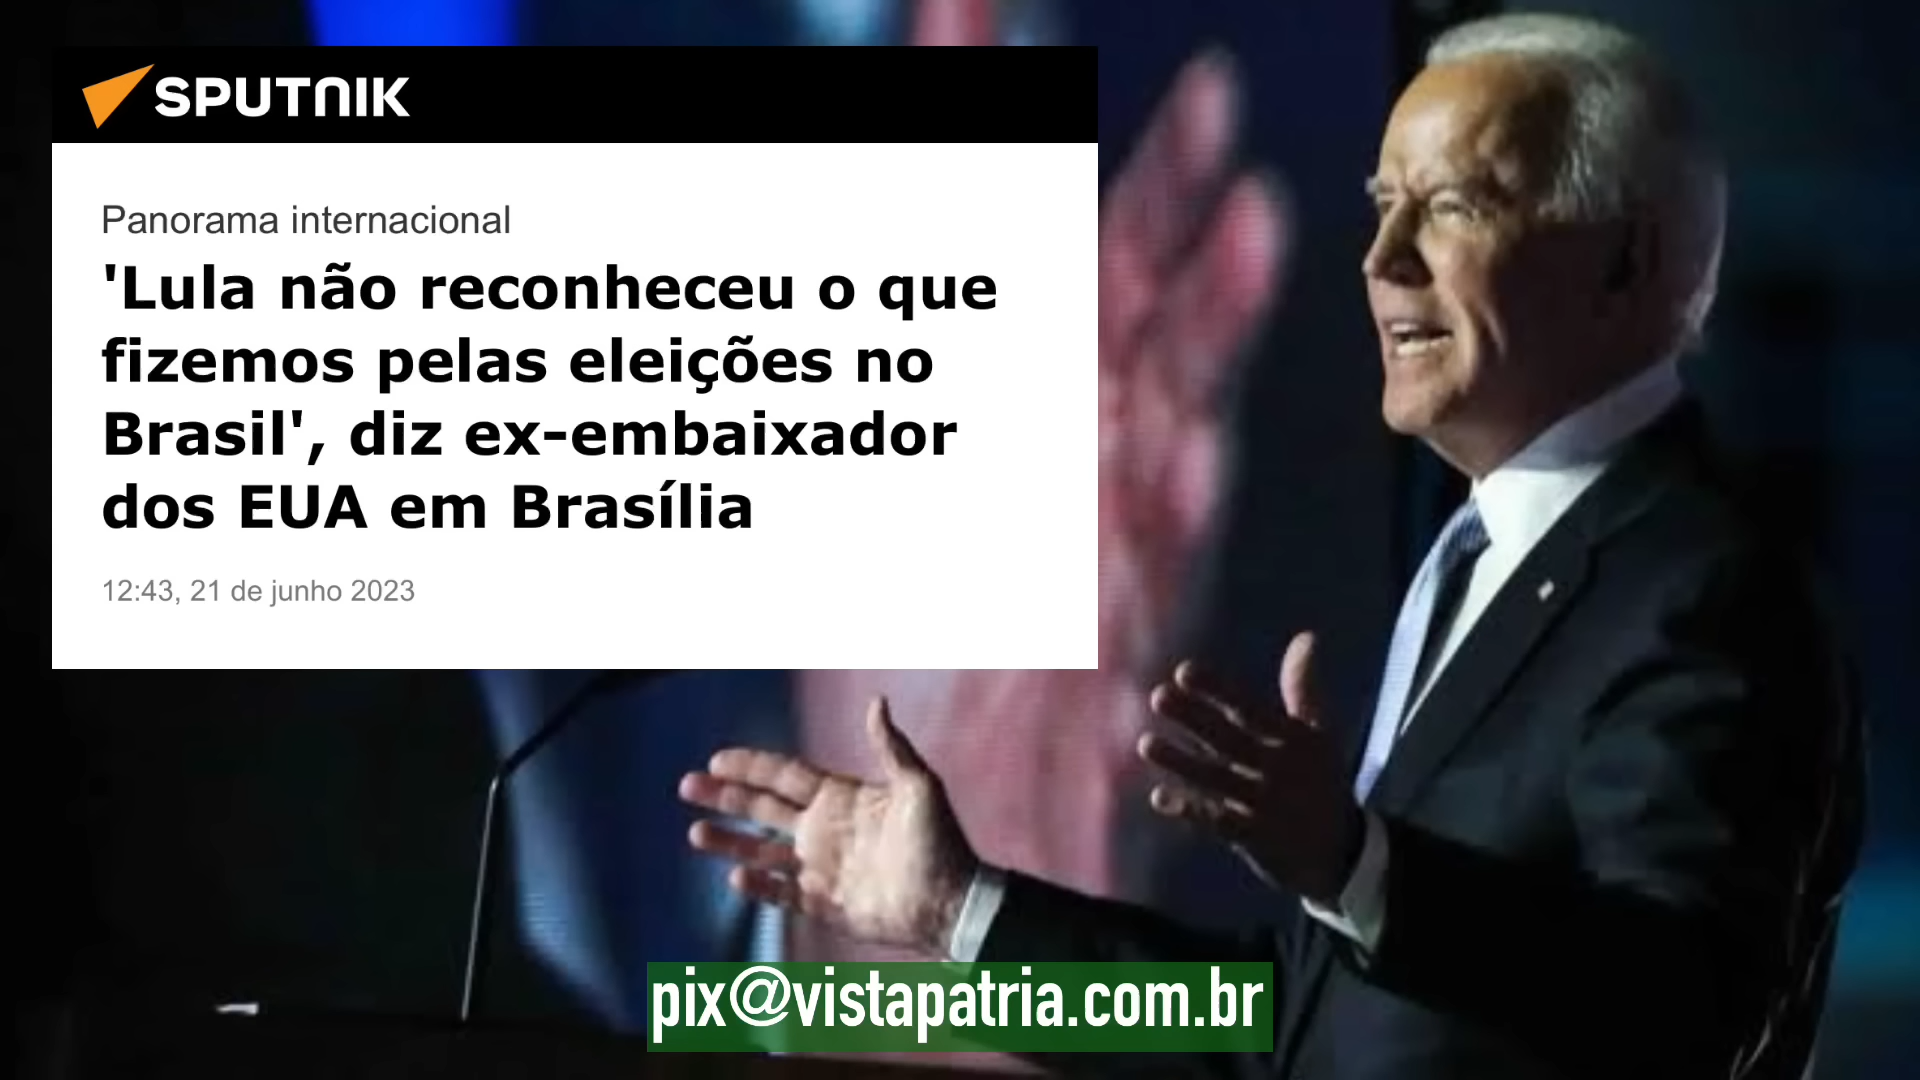 SPUTNIK
Panorama internacional
'Lula não reconheceu o que
fizemos pelas eleições no
Brasil', diz ex-embaixador
dos EUA em Brasília
12:43, 21 de junho 2023
pix@vistapatria.com.br